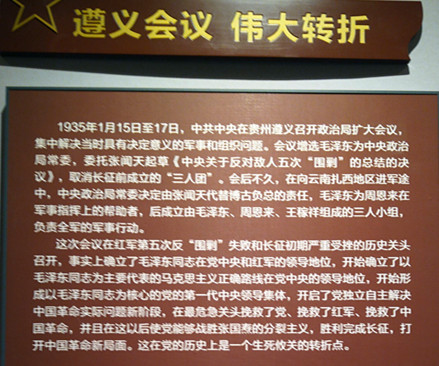 遵义会议 伟大转折
1935年1月15日至17日，中共中央在贵州遵义召开政治局扩大会议，
集中解决当时具有决定意义的军事和组织问题。会议增选毛泽东为中央政治
局常委，委托张闻天起草《中央关于反对敌人五次“围剿”的总结的决
议》，取消长征前成立的“三人团”。会后不久，在向云南扎西地区进军途
中，中央政治局常委决定由张闻天代替博古负总的责任，毛泽东为周恩来在
军事指挥上的帮助者，后成立由毛泽东、周恩来、王稼祥组成的三人小组，
负责全军的军事行动。
这次会议在红军第五次反“围剿”失败和长征初期严重受挫的历史关头
召开，事实上确立了毛泽东同志在党中央和红军的领导地位，开始确立了以
毛泽东同志为主要代表的马克思主义正确路线在党中央的领导地位，开始形
成以毛泽东同志为核心的党的第一代中央领导集体，开启了党独立自主解决
中国革命实际问题新阶段，在最危急关头挽救了党、挽救了红军、挽救了中
国革命，并且在这以后使党能够战胜张国焘的分裂主义，胜利完成长征，打
开中国革命新局面。这在党的历史上是一个生死攸关的转折点。